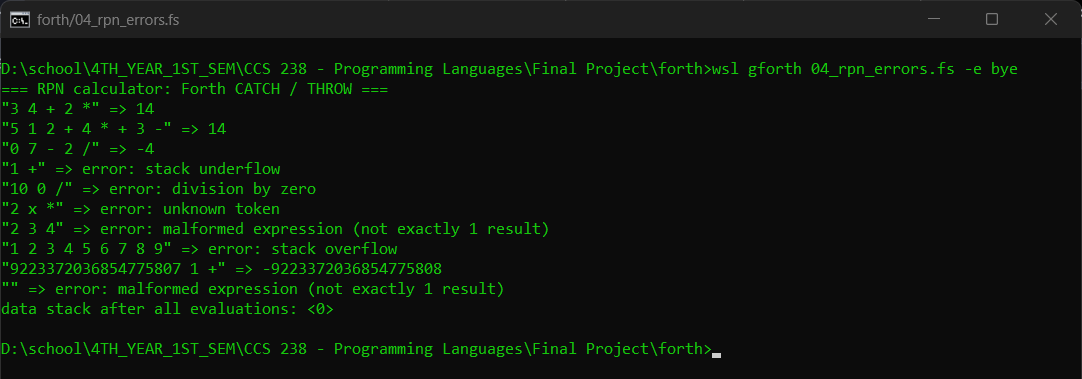 forth/04_rpn_errors.fs
D:\school\4TH_YEAR_1ST_SEM\CCS 238 - Programming Languages\Final Project\forth>wsl gforth 04_rpn_errors.fs -e bye
=== RPN calculator: Forth CATCH / THROW ===
"3 4 + 2 *" => 14
"5 1 2 + 4 * + 3 -" => 14
"0 7 - 2 /" => -4
"1 +" => error: stack underflow
"10 0 /" => error: division by zero
"2 x *" => error: unknown token
"2 3 4" => error: malformed expression (not exactly 1 result)
"1 2 3 4 5 6 7 8 9" => error: stack overflow
"9223372036854775807 1 +" => -9223372036854775808
"" => error: malformed expression (not exactly 1 result)
data stack after all evaluations: <0>
D:\school\4TH_YEAR_1ST_SEM\CCS 238 - Programming Languages\Final Project\forth>